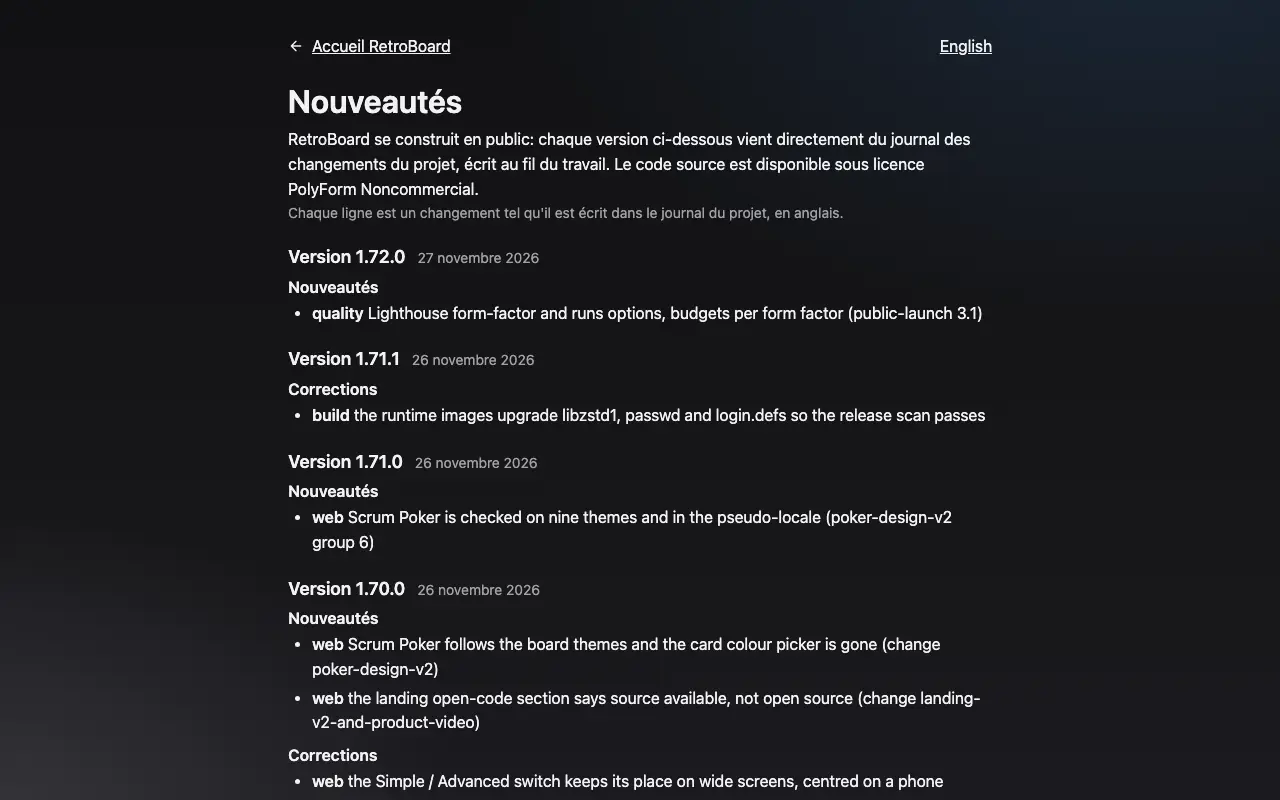 ← Accueil RetroBoard
English
Nouveautés
RetroBoard se construit en public: chaque version ci-dessous vient directement du journal des
changements du projet, écrit au fil du travail. Le code source est disponible sous licence
PolyForm Noncommercial.
Chaque ligne est un changement tel qu'il est écrit dans le journal du projet, en anglais.
Version 1.72.0 27 novembre 2026
Nouveautés
• quality Lighthouse form-factor and runs options, budgets per form factor (public-launch 3.1)
Version 1.71.1 26 novembre 2026
Corrections
• build the runtime images upgrade libzstd1, passwd and login.defs so the release scan passes
Version 1.71.0 26 novembre 2026
Nouveautés
• web Scrum Poker is checked on nine themes and in the pseudo-locale (poker-design-v2
group 6)
Version 1.70.0 26 novembre 2026
Nouveautés
• web Scrum Poker follows the board themes and the card colour picker is gone (change
poker-design-v2)
• web the landing open-code section says source available, not open source (change landing-
v2-and-product-video)
Corrections
• web the Simple / Advanced switch keeps its place on wide screens, centred on a phone